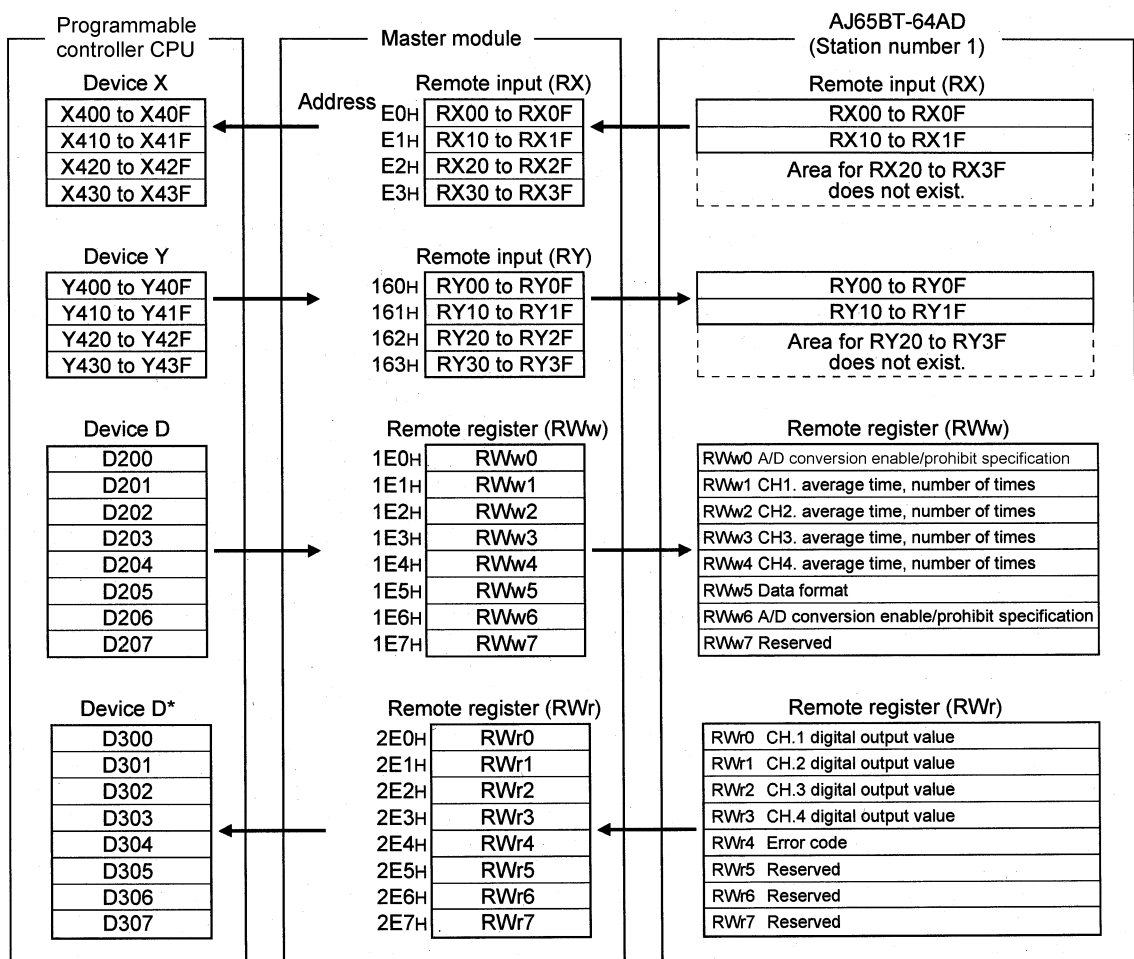 Programmable
controller CPU
Master module
AJ65BT-64AD
(Station number 1)
Device X
X400 to X40F
X410 to X41F
X420 to X42F
X430 to X43F
Address
Remote input (RX)
E0H RX00 to RX0F
E1H RX10 to RX1F
E2H RX20 to RX2F
E3H RX30 to RX3F
Remote input (RX)
RX00 to RX0F
RX10 to RX1F
Area for RX20 to RX3F
does not exist.
Device Y
Y400 to Y40F
Y410 to Y41F
Y420 to Y42F
Y430 to Y43F
Remote input (RY)
160H RY00 to RY0F
161H RY10 to RY1F
162H RY20 to RY2F
163H RY30 to RY3F
RY00 to RY0F
RY10 to RY1F
Area for RY20 to RY3F
does not exist.
Device D
D200
D201
D202
D203
D204
D205
D206
D207
Remote register (RWw)
1E0H RWw0
1E1H RWw1
1E2H RWw2
1E3H RWw3
1E4H RWw4
1E5H RWw5
1E6H RWw6
1E7H RWw7
Remote register (RWw)
RWw0 A/D conversion enable/prohibit specification
RWw1 CH1. average time, number of times
RWw2 CH2. average time, number of times
RWw3 CH3. average time, number of times
RWw4 CH4. average time, number of times
RWw5 Data format
RWw6 A/D conversion enable/prohibit specification
RWw7 Reserved
Device D*
D300
D301
D302
D303
D304
D305
D306
D307
Remote register (RWr)
2E0H RWr0
2E1H RWr1
2E2H RWr2
2E3H RWr3
2E4H RWr4
2E5H RWr5
2E6H RWr6
2E7H RWr7
Remote register (RWr)
RWr0 CH.1 digital output value
RWr1 CH.2 digital output value
RWr2 CH.3 digital output value
RWr3 CH.4 digital output value
RWr4 Error code
RWr5 Reserved
RWr6 Reserved
RWr7 Reserved